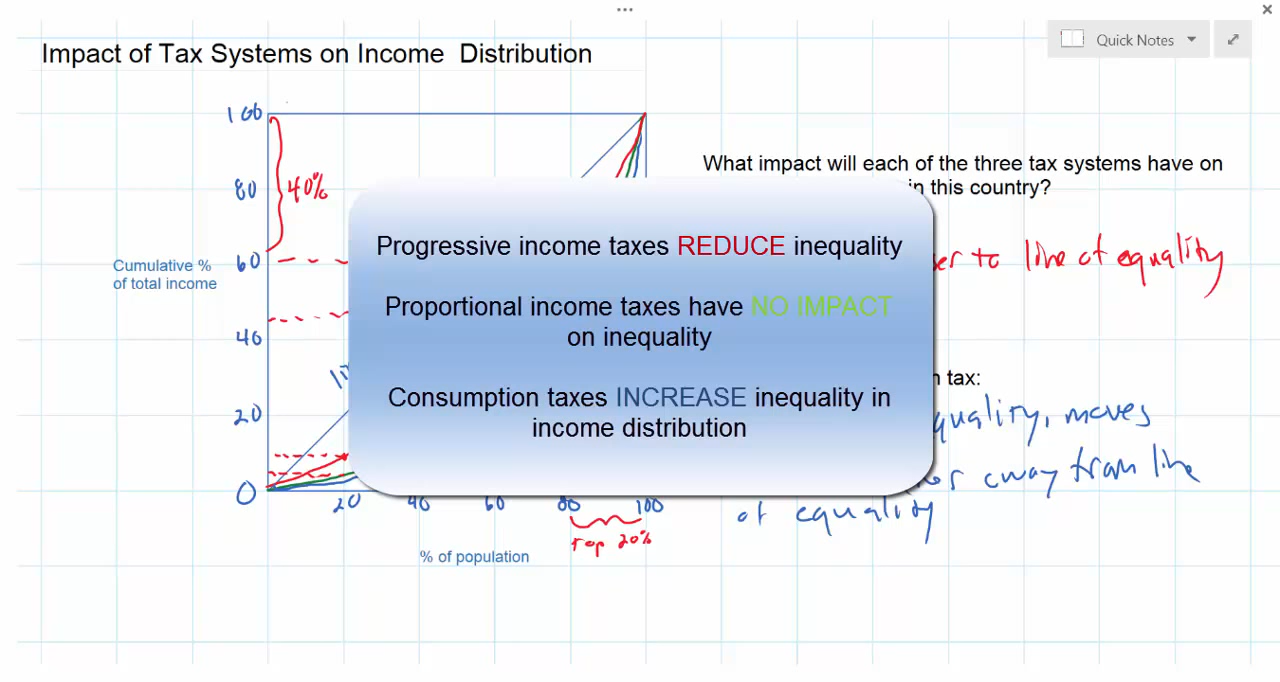 Quick Notes
Impact of Tax Systems on Income Distribution
100
80
60
40
20
0
40%
Cumulative %
of total income
20 40 60 80 100
Top 20%
% of population
What impact will each of the three tax systems have on
in this country?
to line of equality
n tax:
quality, moves
away from line
of equality
Progressive income taxes REDUCE inequality
Proportional income taxes have NO IMPACT
on inequality
Consumption taxes INCREASE inequality in
income distribution